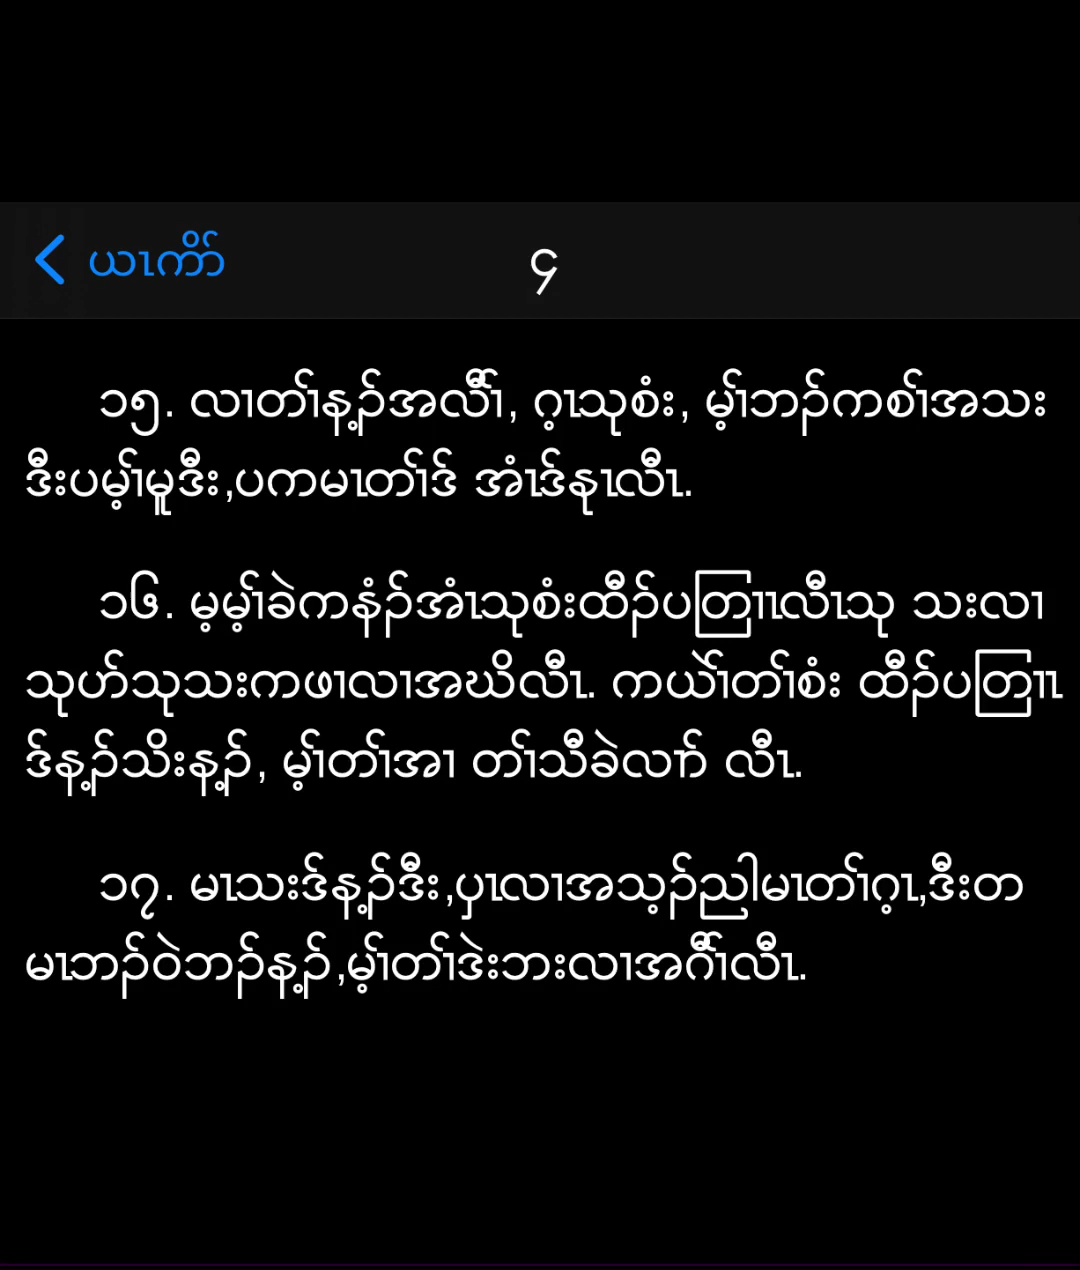 ယၤကိာ်
၄
၁၅. လၢတၢ်န့ၣ်အလီၢ်, ဂ့ၤသုစံး, မ့ၢ်ဘၣ်ကစၢ်အသး
ဒီးပမ့ၢ်မူဒီး,ပကမၤတၢ်ဒ် အံၤဒ်နုၤလီၤ.
၁၆. မ့မ့ၢ်ခဲကနံၣ်အံၤသုစံးထီၣ်ပတြၢၤလီၤသု သးလၢ
သုဟ်သုသးကဖၢလၢအဃိလီၤ. ကယဲၢ်တၢ်စံး ထီၣ်ပတြၢၤ
ဒ်န့ၣ်သိးန့ၣ်, မ့ၢ်တၢ်အၢ တၢ်သီခဲလၢာ် လီၤ.
၁၇. မၤသးဒ်န့ၣ်ဒီး,ပှၤလၢအသ့ၣ်ညါမၤတၢ်ဂ့ၤ,ဒီးတ
မၤဘၣ်ဝဲဘၣ်န့ၣ်,မ့ၢ်တၢ်ဒဲးဘးလၢအဂီၢ်လီၤ.